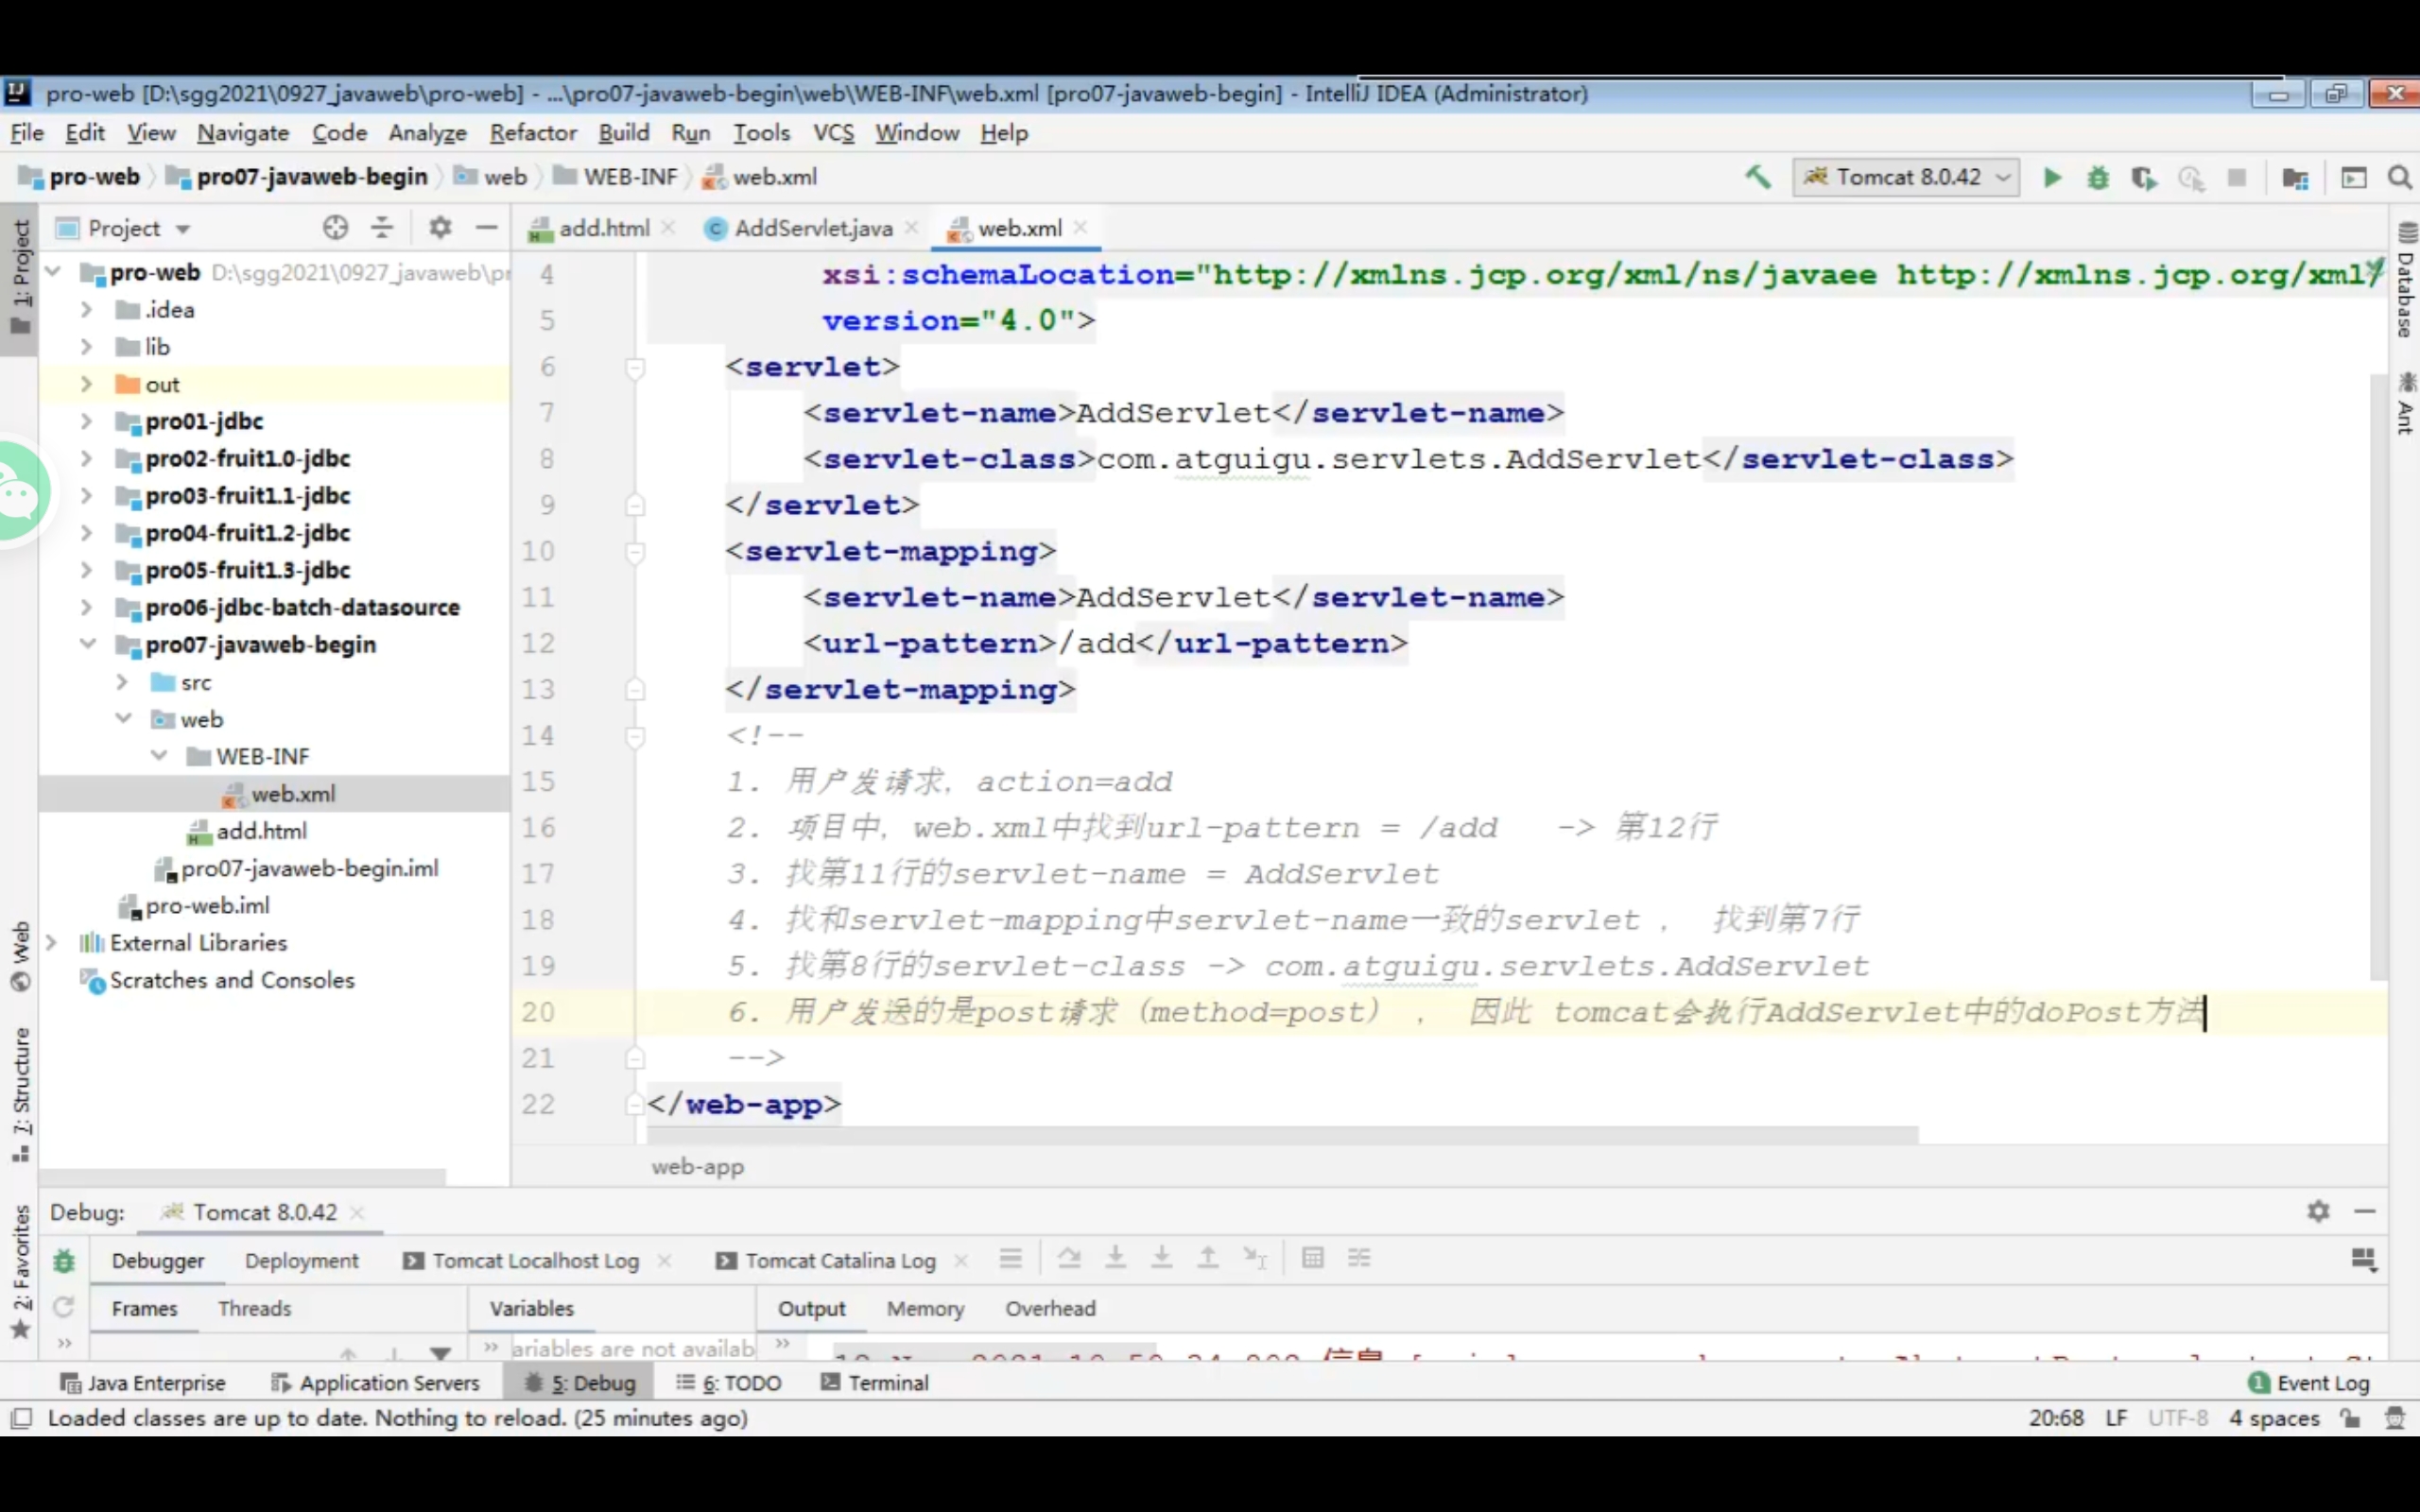 pro-web [D:\sgg2021\0927_javaweb\pro-web] - ...\pro07-javaweb-begin\web\WEB-INF\web.xml [pro07-javaweb-begin] - IntelliJ IDEA (Administrator)
File Edit View Navigate Code Analyze Refactor Build Run Tools VCS Window Help
pro-web pro07-javaweb-begin web WEB-INF web.xml Tomcat 8.0.42
1: Project
Project
add.html AddServlet.java web.xml
pro-web D:\sgg2021\0927_javaweb\pr
.idea
lib
out
pro01-jdbc
pro02-fruit1.0-jdbc
pro03-fruit1.1-jdbc
pro04-fruit1.2-jdbc
pro05-fruit1.3-jdbc
pro06-jdbc-batch-datasource
pro07-javaweb-begin
src
web
WEB-INF
web.xml
add.html
pro07-javaweb-begin.iml
pro-web.iml
External Libraries
Scratches and Consoles
4 xsi:schemaLocation="http://xmlns.jcp.org/xml/ns/javaee http://xmlns.jcp.org/xml/
5 version="4.0">
6 <servlet>
7 <servlet-name>AddServlet</servlet-name>
8 <servlet-class>com.atguigu.servlets.AddServlet</servlet-class>
9 </servlet>
10 <servlet-mapping>
11 <servlet-name>AddServlet</servlet-name>
12 <url-pattern>/add</url-pattern>
13 </servlet-mapping>
14 <!--
15 1. 用户发请求，action=add
16 2. 项目中，web.xml中找到url-pattern = /add -> 第12行
17 3. 找第11行的servlet-name = AddServlet
18 4. 找和servlet-mapping中servlet-name一致的servlet ， 找到第7行
19 5. 找第8行的servlet-class -> com.atguigu.servlets.AddServlet
20 6. 用户发送的是post请求（method=post）， 因此 tomcat会执行AddServlet中的doPost方法
21 -->
22 </web-app>
web-app
Database
Ant
Web
7: Structure
2: Favorites
Debug: Tomcat 8.0.42
Debugger Deployment Tomcat Localhost Log Tomcat Catalina Log
Frames Threads Variables Output Memory Overhead
ariables are not availab
Java Enterprise Application Servers 5: Debug 6: TODO Terminal 1 Event Log
Loaded classes are up to date. Nothing to reload. (25 minutes ago) 20:68 LF UTF-8 4 spaces